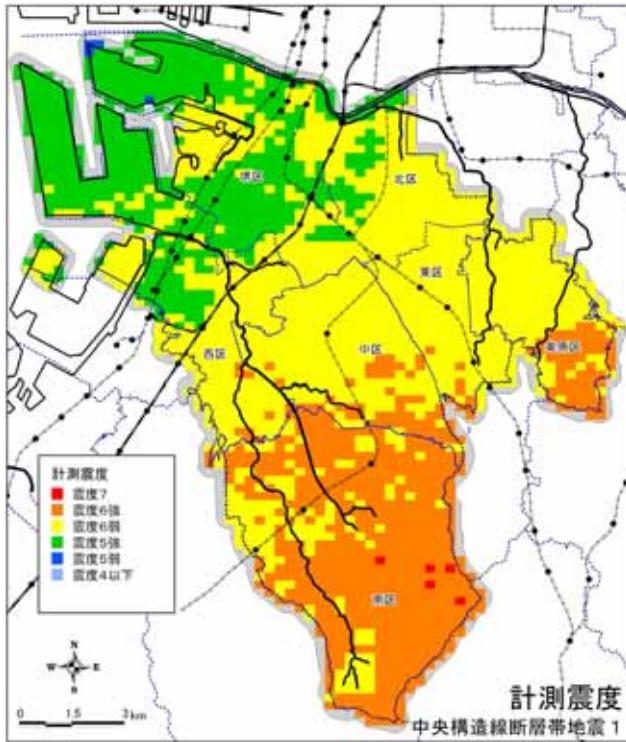 堺区
北区
東区
美原区
西区
中区
南区
計測震度
震度7
震度6強
震度6弱
震度5強
震度5弱
震度4以下
N
W E
S
0 1.5 3 km
計測震度
中央構造線断層帯地震 1